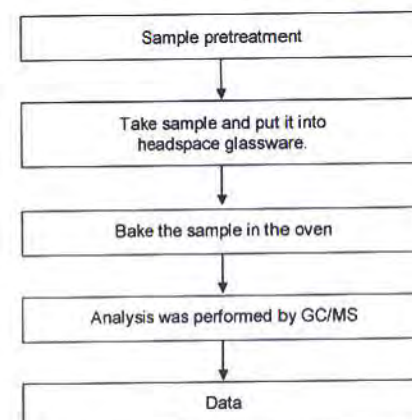 Sample pretreatment
Take sample and put it into
headspace glassware.
Bake the sample in the oven
Analysis was performed by GC/MS
Data